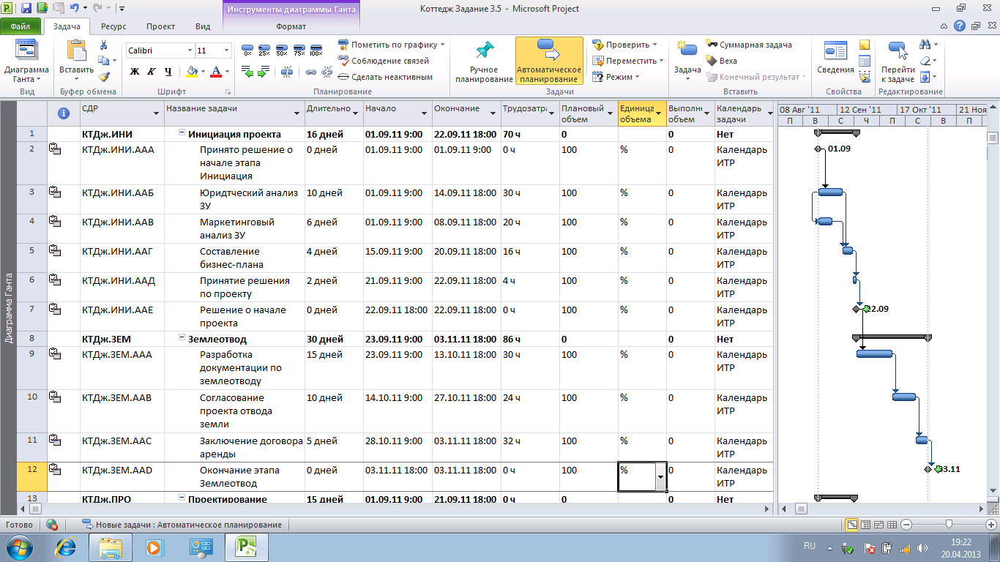 Инструменты диаграммы Ганта
Коттедж Задание 3.5 - Microsoft Project
Файл Задача Ресурс Проект Вид Формат
Диаграмма Ганта
Вид
Вставить
Буфер обмена
Calibri 11
Ж К Ч
Шрифт
0% 25% 50% 75% 100%
Пометить по графику
Соблюдение связей
Сделать неактивным
Планирование
Ручное планирование
Автоматическое планирование
Проверить
Переместить
Режим
Задачи
Задача
Суммарная задача
Веха
Конечный результат
Вставить
Сведения
Свойства
Перейти к задаче
Редактирование
СДР Название задачи Длительно Начало Окончание Трудозатра Плановый объем Единица объема Выполне объем Календарь задачи
08 Авг '11 12 Сен '11 17 Окт '11 21 Ноя
П В С Ч П С В П
1 КТДж.ИНИ Инициация проекта 16 дней 01.09.11 9:00 22.09.11 18:00 70 ч 0 0 Нет
2 КТДж.ИНИ.ААА Принято решение о начале этапа Инициация 0 дней 01.09.11 9:00 01.09.11 9:00 0 ч 100 % 0 Календарь ИТР
01.09
3 КТДж.ИНИ.ААБ Юридтческий анализ ЗУ 10 дней 01.09.11 9:00 14.09.11 18:00 30 ч 100 % 0 Календарь ИТР
4 КТДж.ИНИ.ААВ Маркетинговый анализ ЗУ 6 дней 01.09.11 9:00 08.09.11 18:00 20 ч 100 % 0 Календарь ИТР
5 КТДж.ИНИ.ААГ Составление бизнес-плана 4 дней 15.09.11 9:00 20.09.11 18:00 16 ч 100 % 0 Календарь ИТР
6 КТДж.ИНИ.ААД Принятие решения по проекту 2 дней 21.09.11 9:00 22.09.11 18:00 4 ч 100 % 0 Календарь ИТР
7 КТДж.ИНИ.ААЕ Решение о начале проекта 0 дней 22.09.11 18:00 22.09.11 18:00 0 ч 100 % 0 Календарь ИТР
22.09
8 КТДж.ЗЕМ Землеотвод 30 дней 23.09.11 9:00 03.11.11 18:00 86 ч 0 0 Нет
9 КТДж.ЗЕМ.ААА Разработка документации по землеотводу 15 дней 23.09.11 9:00 13.10.11 18:00 30 ч 100 % 0 Календарь ИТР
10 КТДж.ЗЕМ.ААВ Согласование проекта отвода земли 10 дней 14.10.11 9:00 27.10.11 18:00 24 ч 100 % 0 Календарь ИТР
11 КТДж.ЗЕМ.ААС Заключение договора аренды 5 дней 28.10.11 9:00 03.11.11 18:00 32 ч 100 % 0 Календарь ИТР
12 КТДж.ЗЕМ.ААD Окончание этапа Землеотвод 0 дней 03.11.11 18:00 03.11.11 18:00 0 ч 100 % 0 Календарь ИТР
03.11
13 КТДж.ПРО Проектирование 15 дней 01.09.11 9:00 21.09.11 18:00 0 ч 0 0 Нет
Диаграмма Ганта
Готово Новые задачи : Автоматическое планирование
RU 19:22
20.04.2013